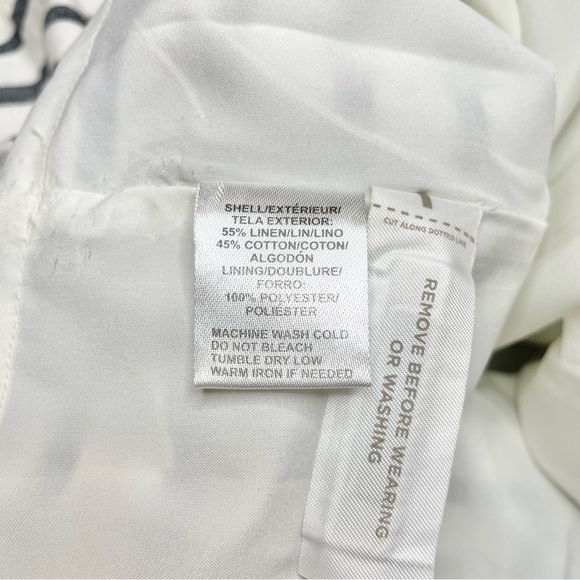 SHELL/EXTÉRIEUR/
TELA EXTERIOR:
55% LINEN/LIN/LINO
45% COTTON/COTON/
ALGODÓN
LINING/DOUBLURE/
FORRO:
100% POLYESTER/
POLIÉSTER
MACHINE WASH COLD
DO NOT BLEACH
TUMBLE DRY LOW
WARM IRON IF NEEDED
CUT ALONG DOTTED LINE
REMOVE BEFORE WEARING
OR WASHING